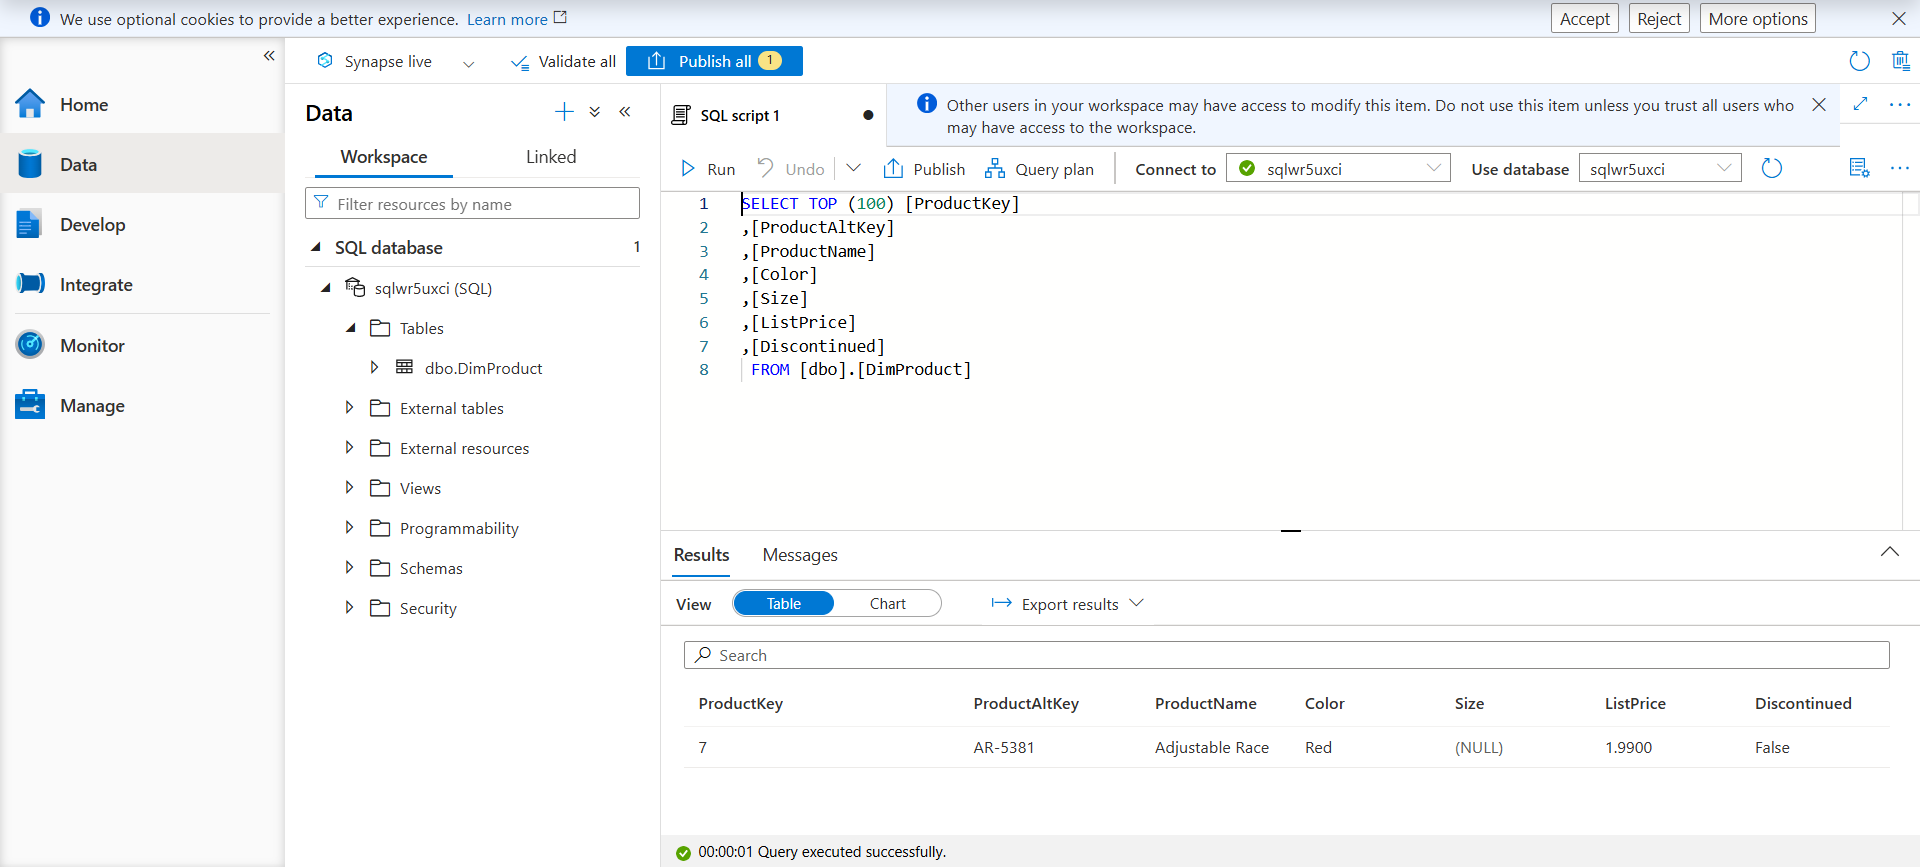 We use optional cookies to provide a better experience. Learn more
Accept
Reject
More options
Home
Data
Develop
Integrate
Monitor
Manage
Synapse live
Validate all
Publish all 1
Data
Workspace
Linked
Filter resources by name
SQL database 1
sqlwr5uxci (SQL)
Tables
dbo.DimProduct
External tables
External resources
Views
Programmability
Schemas
Security
SQL script 1
Other users in your workspace may have access to modify this item. Do not use this item unless you trust all users who
may have access to the workspace.
Run
Undo
Publish
Query plan
Connect to
sqlwr5uxci
Use database
sqlwr5uxci
1 SELECT TOP (100) [ProductKey]
2 ,[ProductAltKey]
3 ,[ProductName]
4 ,[Color]
5 ,[Size]
6 ,[ListPrice]
7 ,[Discontinued]
8 FROM [dbo].[DimProduct]
Results
Messages
View
Table
Chart
Export results
Search
ProductKey ProductAltKey ProductName Color Size ListPrice Discontinued
7 AR-5381 Adjustable Race Red (NULL) 1.9900 False
00:00:01 Query executed successfully.